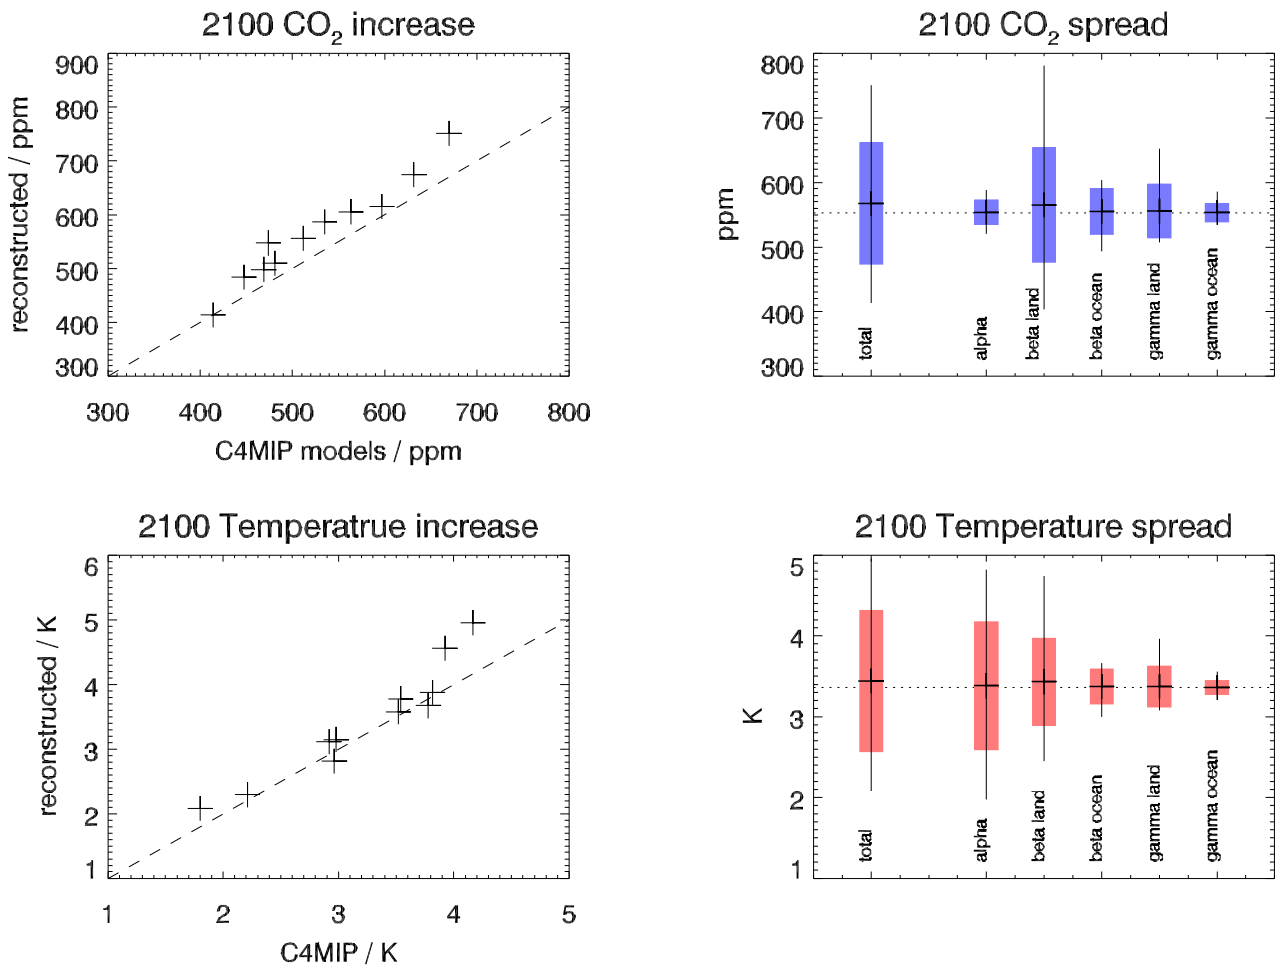 2100 CO₂ increase
900
800
700
600
500
400
300
reconstructed / ppm
300 400 500 600 700 800
C4MIP models / ppm
2100 CO₂ spread
800
700
600
500
400
300
ppm
total
alpha
beta land
beta ocean
gamma land
gamma ocean
2100 Temperatrue increase
6
5
4
3
2
1
reconstructed / K
1 2 3 4 5
C4MIP / K
2100 Temperature spread
5
4
3
2
1
K
total
alpha
beta land
beta ocean
gamma land
gamma ocean